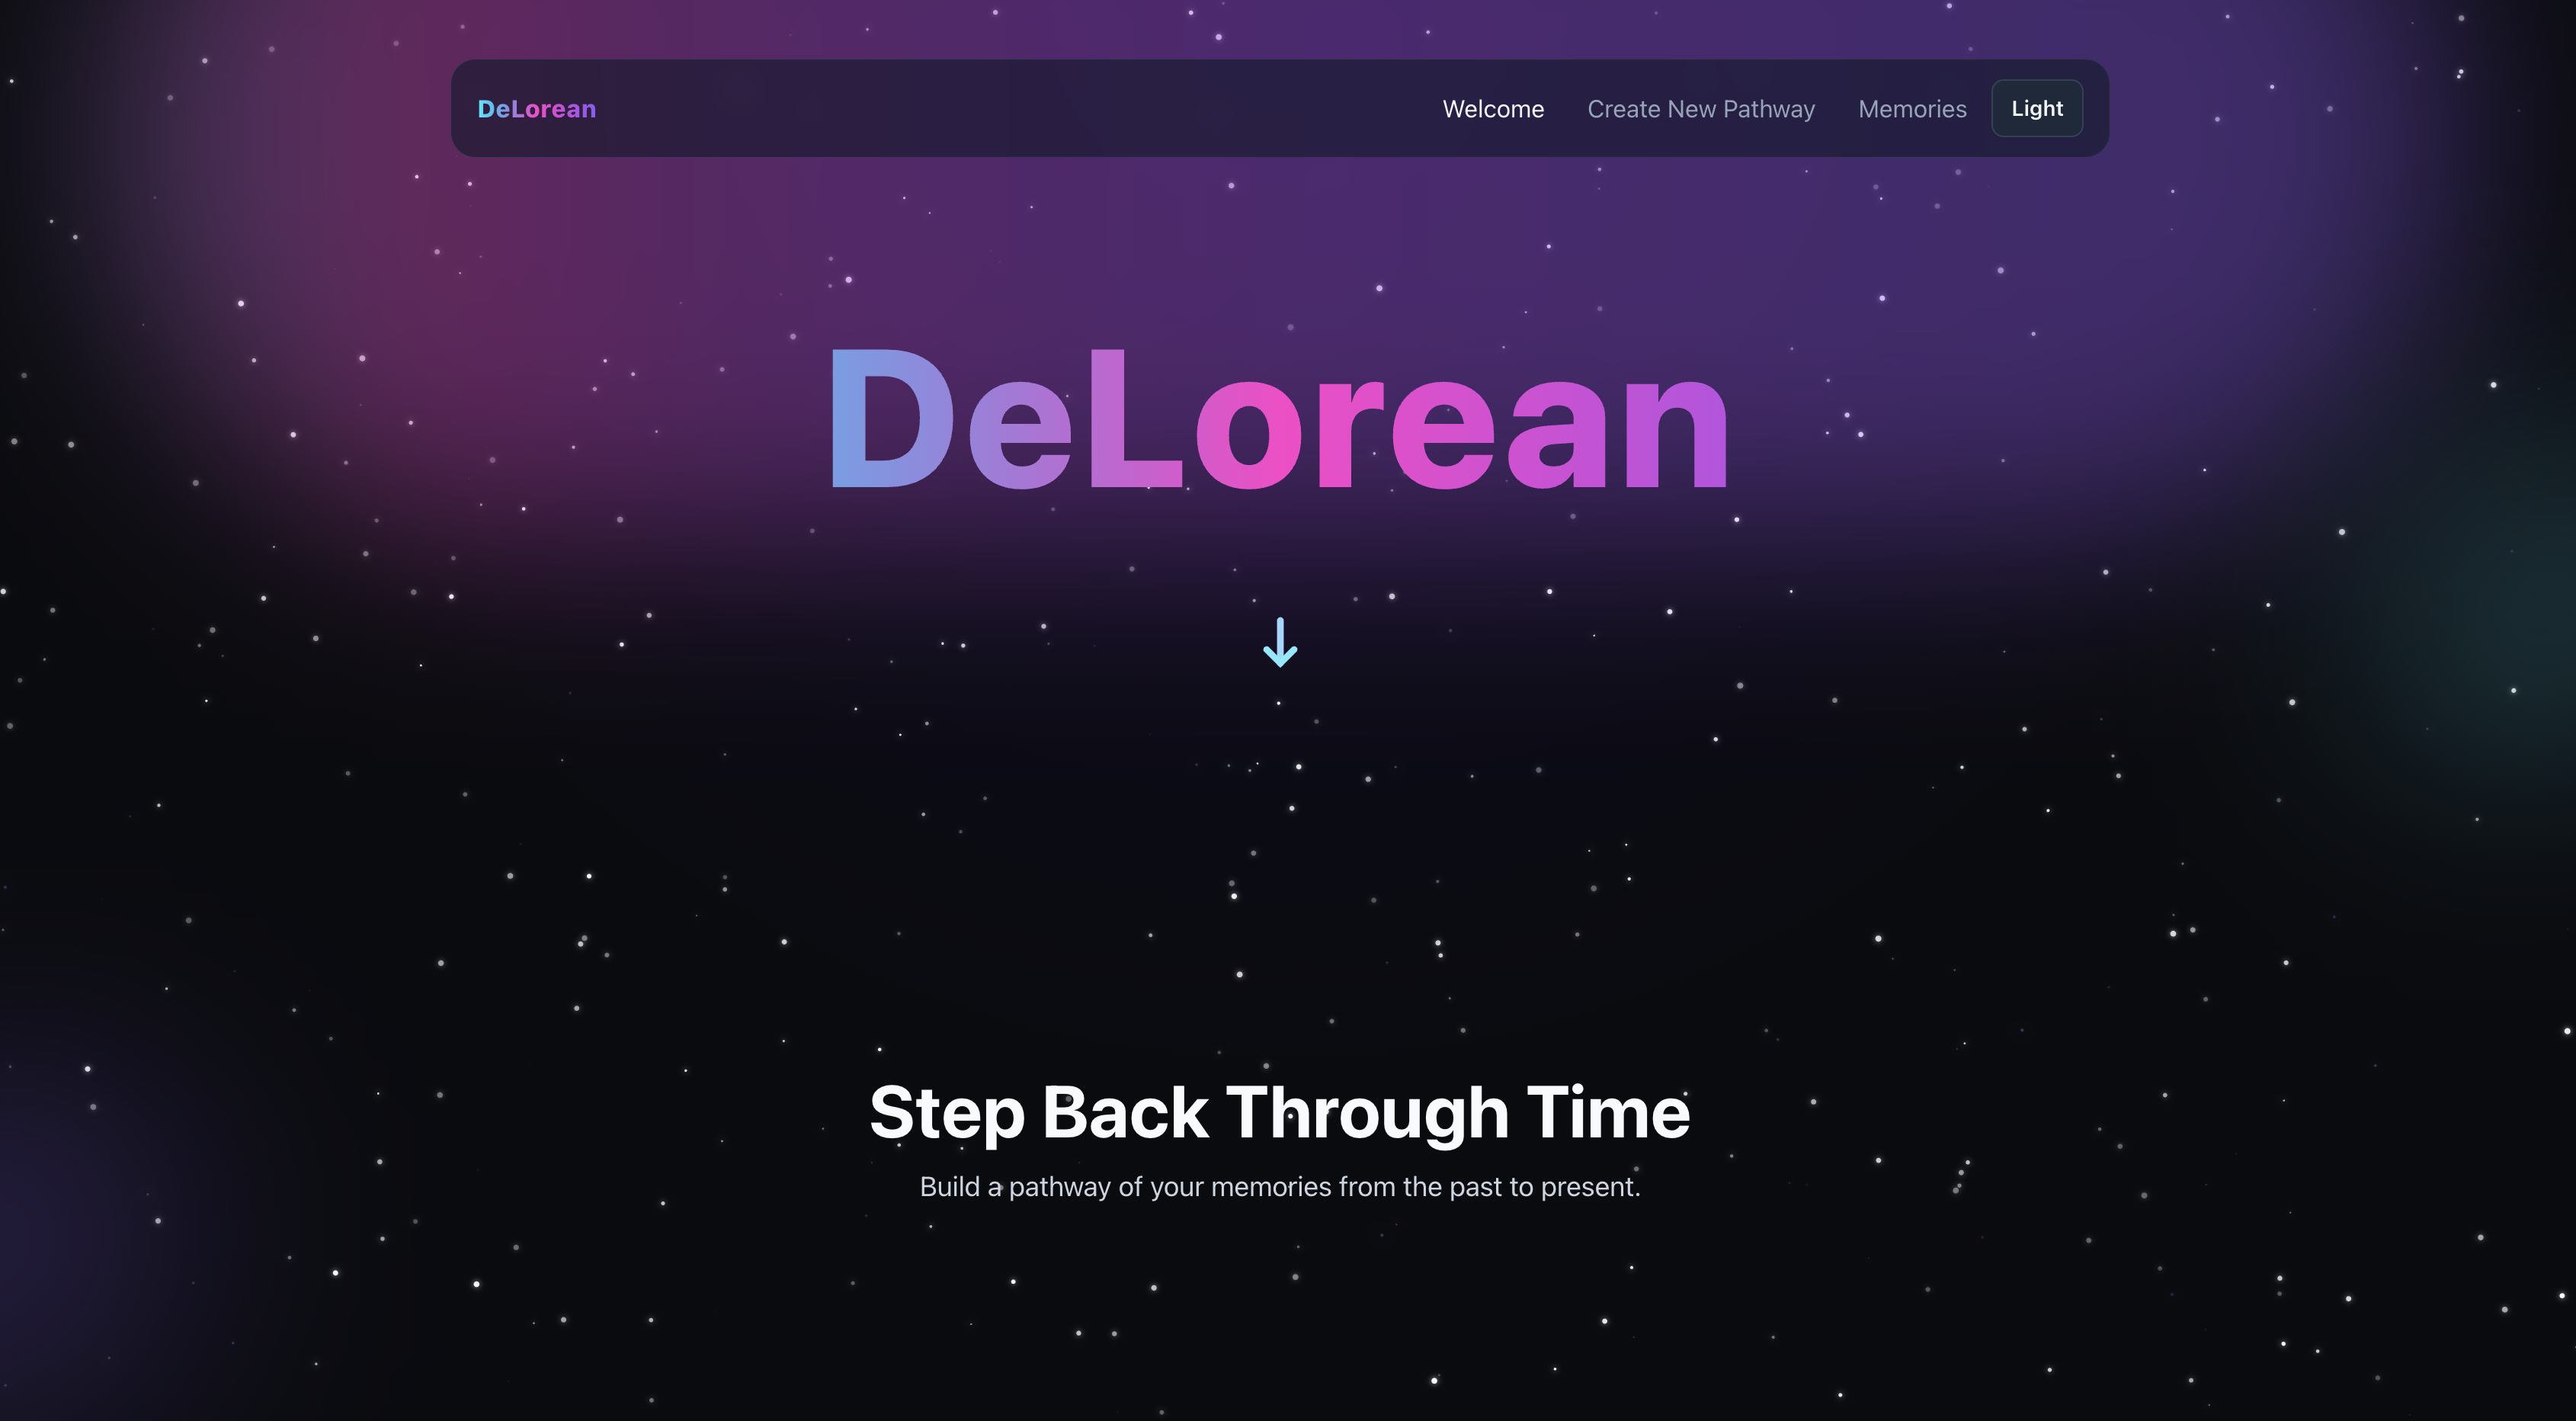 DeLorean
Welcome
Create New Pathway
Memories
Light
DeLorean
Step Back Through Time
Build a pathway of your memories from the past to present.